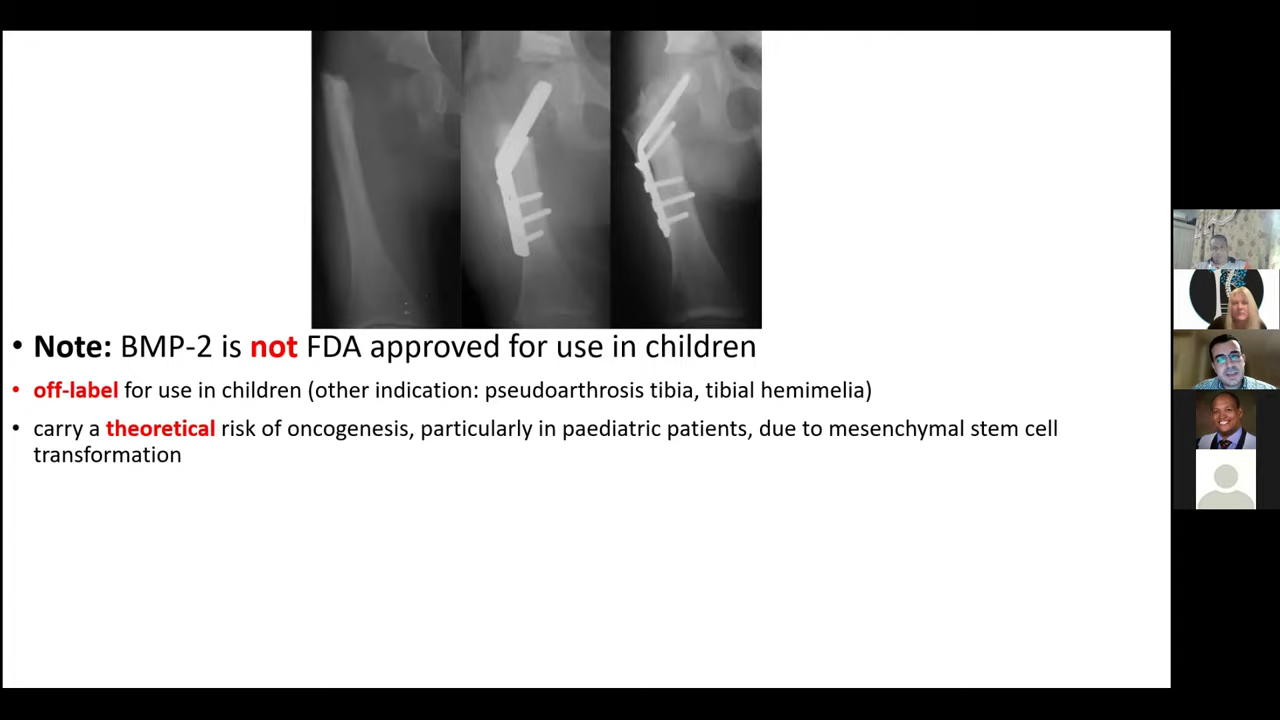 • Note: BMP-2 is not FDA approved for use in children
• off-label for use in children (other indication: pseudoarthrosis tibia, tibial hemimelia)
• carry a theoretical risk of oncogenesis, particularly in paediatric patients, due to mesenchymal stem cell
transformation